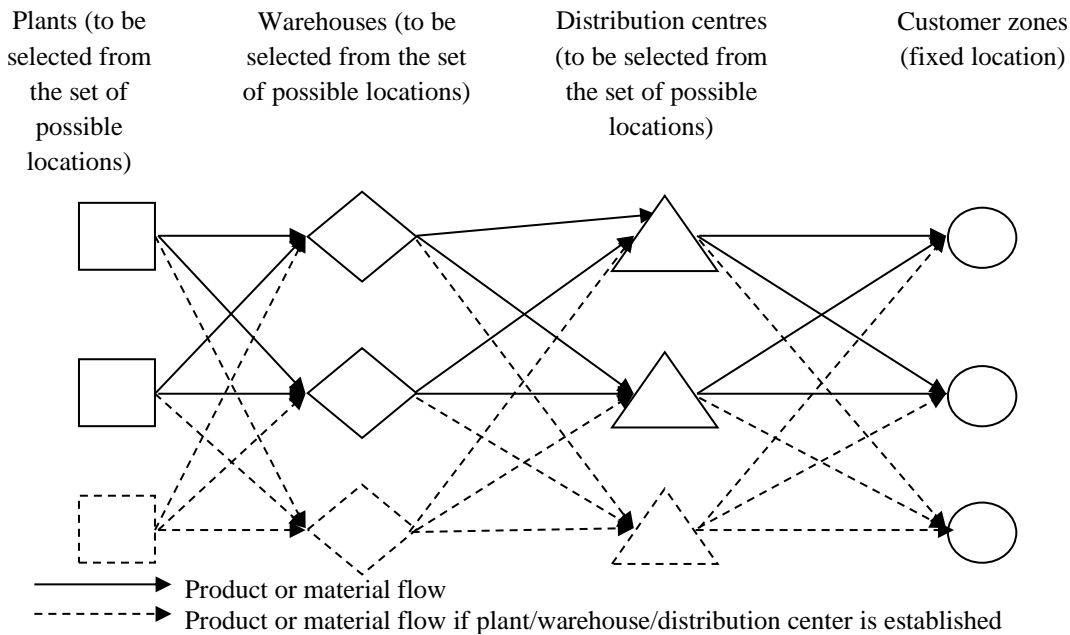 Plants (to be
selected from
the set of
possible
locations)
Warehouses (to be
selected from the set
of possible locations)
Distribution centres
(to be selected from
the set of possible
locations)
Customer zones
(fixed location)
Product or material flow
Product or material flow if plant/warehouse/distribution center is established